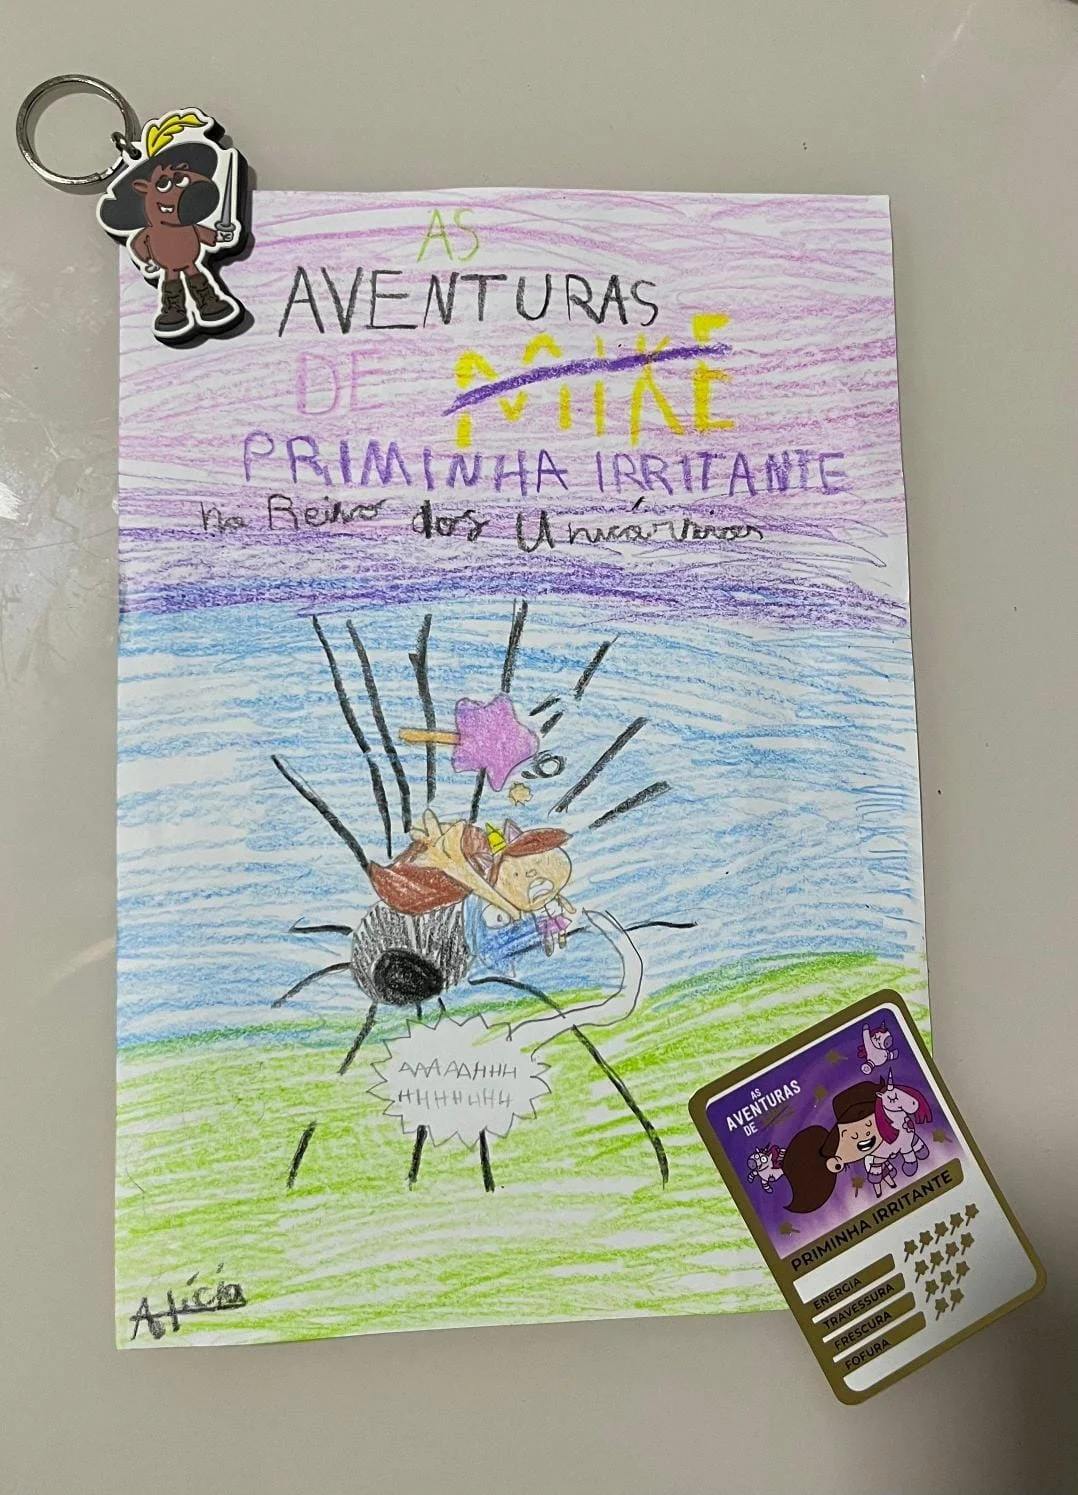 AS
AVENTURAS
DE MIKE
PRIMINHA IRRITANTE
no Reino dos Unicórnios
AAAAAHHH
HHHHHHH
Alícia
AS
AVENTURAS
DE
PRIMINHA IRRITANTE
ENERGIA
TRAVESSURA
FRESCURA
FOFURA